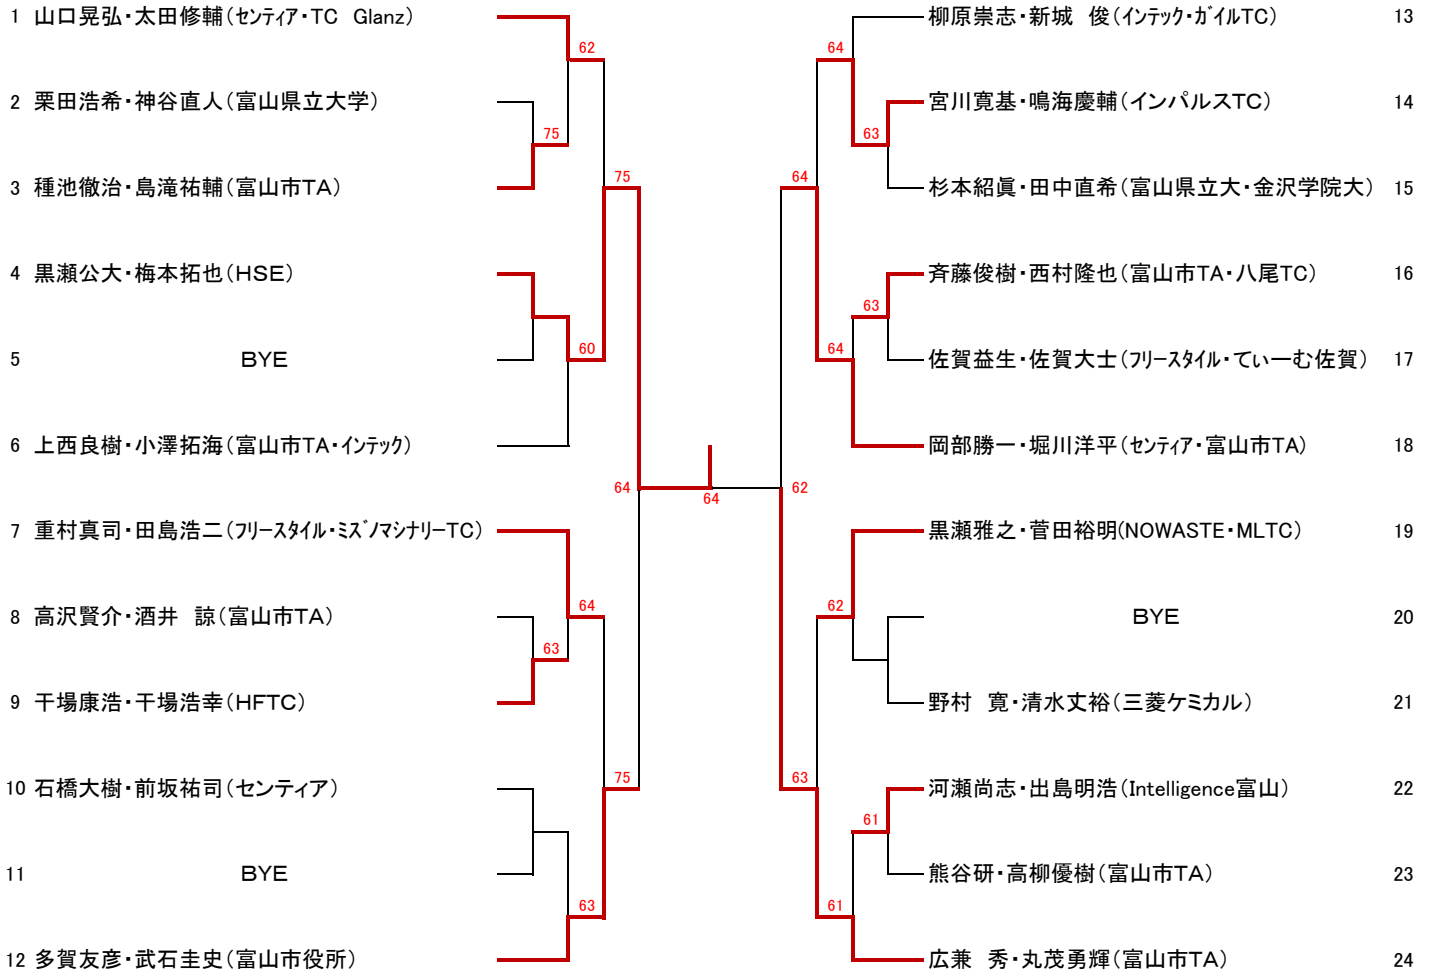 1 山口晃弘・太田修輔(センティア・TC Glanz)
62
2 栗田浩希・神谷直人(富山県立大学)
75
3 種池徹治・島滝祐輔(富山市TA)
75
4 黒瀬公大・梅本拓也(HSE)
60
5 BYE
6 上西良樹・小澤拓海(富山市TA・インテック)
64
7 重村真司・田島浩二(フリースタイル・ミズノマシナリーTC)
64
8 高沢賢介・酒井 諒(富山市TA)
63
9 干場康浩・干場浩幸(HFTC)
10 石橋大樹・前坂祐司(センティア)
75
11 BYE
63
12 多賀友彦・武石圭史(富山市役所)
64
柳原崇志・新城 俊(インテック・ガイルTC) 13
64
宮川寛基・鳴海慶輔(インパルスTC) 14
63
杉本紹眞・田中直希(富山県立大・金沢学院大) 15
64
斉藤俊樹・西村隆也(富山市TA・八尾TC) 16
63
佐賀益生・佐賀大士(フリースタイル・てぃーむ佐賀) 17
64
岡部勝一・堀川洋平(センティア・富山市TA) 18
62
黒瀬雅之・菅田裕明(NOWASTE・MLTC) 19
62
BYE 20
野村 寛・清水丈裕(三菱ケミカル) 21
63
河瀬尚志・出島明浩(Intelligence富山) 22
61
熊谷研・高柳優樹(富山市TA) 23
61
広兼 秀・丸茂勇輝(富山市TA) 24